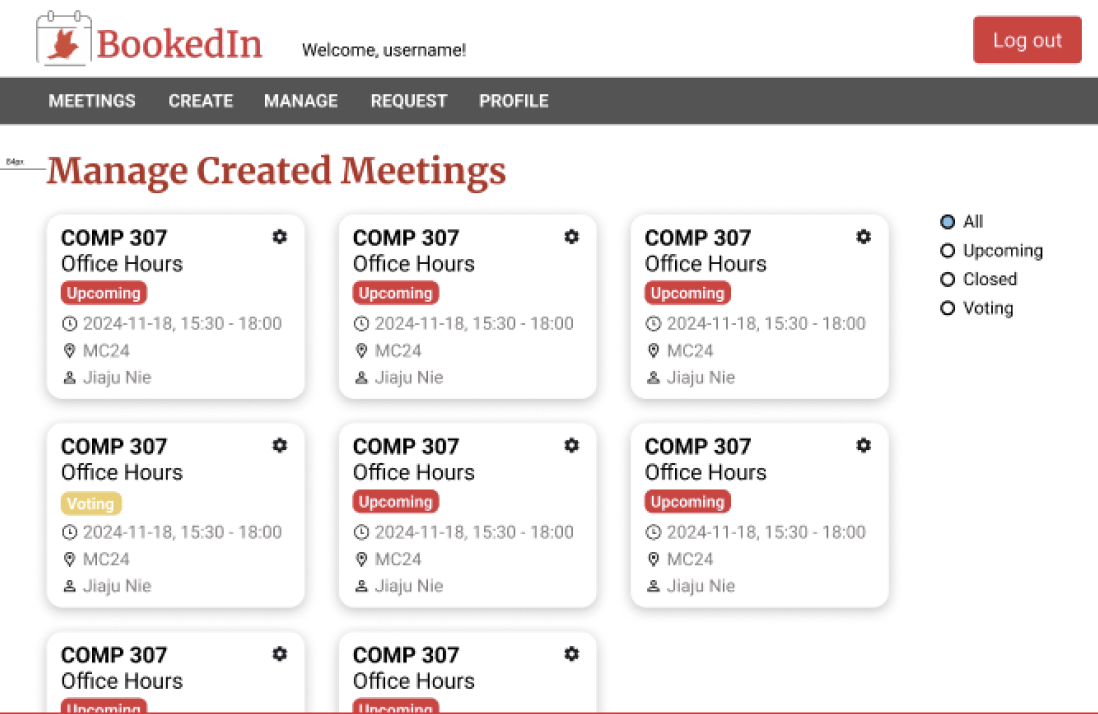 BookedIn
Welcome, username!
Log out
MEETINGS CREATE MANAGE REQUEST PROFILE
84px
Manage Created Meetings
COMP 307
Office Hours
Upcoming
2024-11-18, 15:30 - 18:00
MC24
Jiaju Nie
COMP 307
Office Hours
Upcoming
2024-11-18, 15:30 - 18:00
MC24
Jiaju Nie
COMP 307
Office Hours
Upcoming
2024-11-18, 15:30 - 18:00
MC24
Jiaju Nie
All
Upcoming
Closed
Voting
COMP 307
Office Hours
Voting
2024-11-18, 15:30 - 18:00
MC24
Jiaju Nie
COMP 307
Office Hours
Upcoming
2024-11-18, 15:30 - 18:00
MC24
Jiaju Nie
COMP 307
Office Hours
Upcoming
2024-11-18, 15:30 - 18:00
MC24
Jiaju Nie
COMP 307
Office Hours
Upcoming
COMP 307
Office Hours
Upcoming